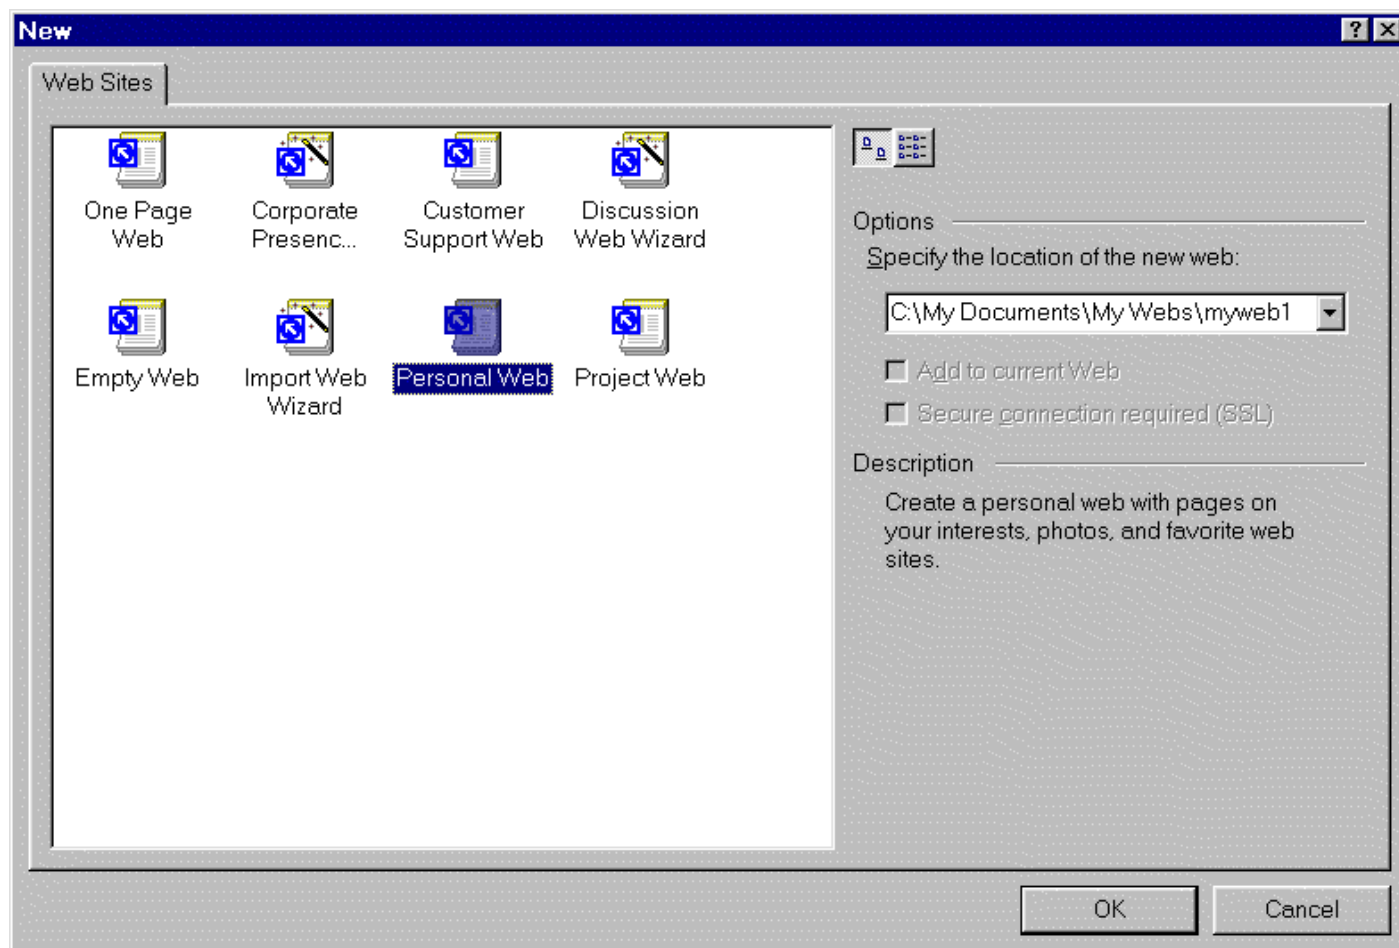 New
Web Sites
One Page
Web
Corporate
Presenc...
Customer
Support Web
Discussion
Web Wizard
Empty Web
Import Web
Wizard
Personal Web
Project Web
Options
Specify the location of the new web:
C:\My Documents\My Webs\myweb1
Add to current Web
Secure connection required (SSL)
Description
Create a personal web with pages on
your interests, photos, and favorite web
sites.
OK
Cancel